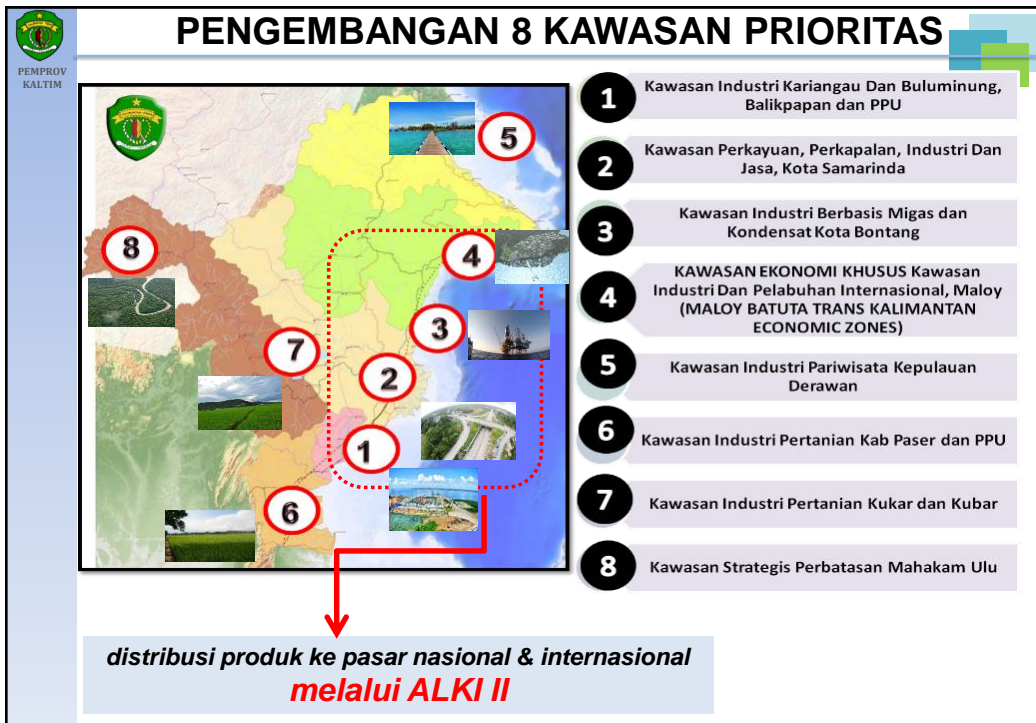 PENGEMBANGAN 8 KAWASAN PRIORITAS
PEMPROV
KALTIM
5
8
4
3
7
2
1
6
1
Kawasan Industri Kariangau Dan Buluminung,
Balikpapan dan PPU
2
Kawasan Perkayuan, Perkapalan, Industri Dan
Jasa, Kota Samarinda
3
Kawasan Industri Berbasis Migas dan
Kondensat Kota Bontang
4
KAWASAN EKONOMI KHUSUS Kawasan
Industri Dan Pelabuhan Internasional, Maloy
(MALOY BATUTA TRANS KALIMANTAN
ECONOMIC ZONES)
5
Kawasan Industri Pariwisata Kepulauan
Derawan
6
Kawasan Industri Pertanian Kab Paser dan PPU
7
Kawasan Industri Pertanian Kukar dan Kubar
8
Kawasan Strategis Perbatasan Mahakam Ulu
distribusi produk ke pasar nasional & internasional
melalui ALKI II